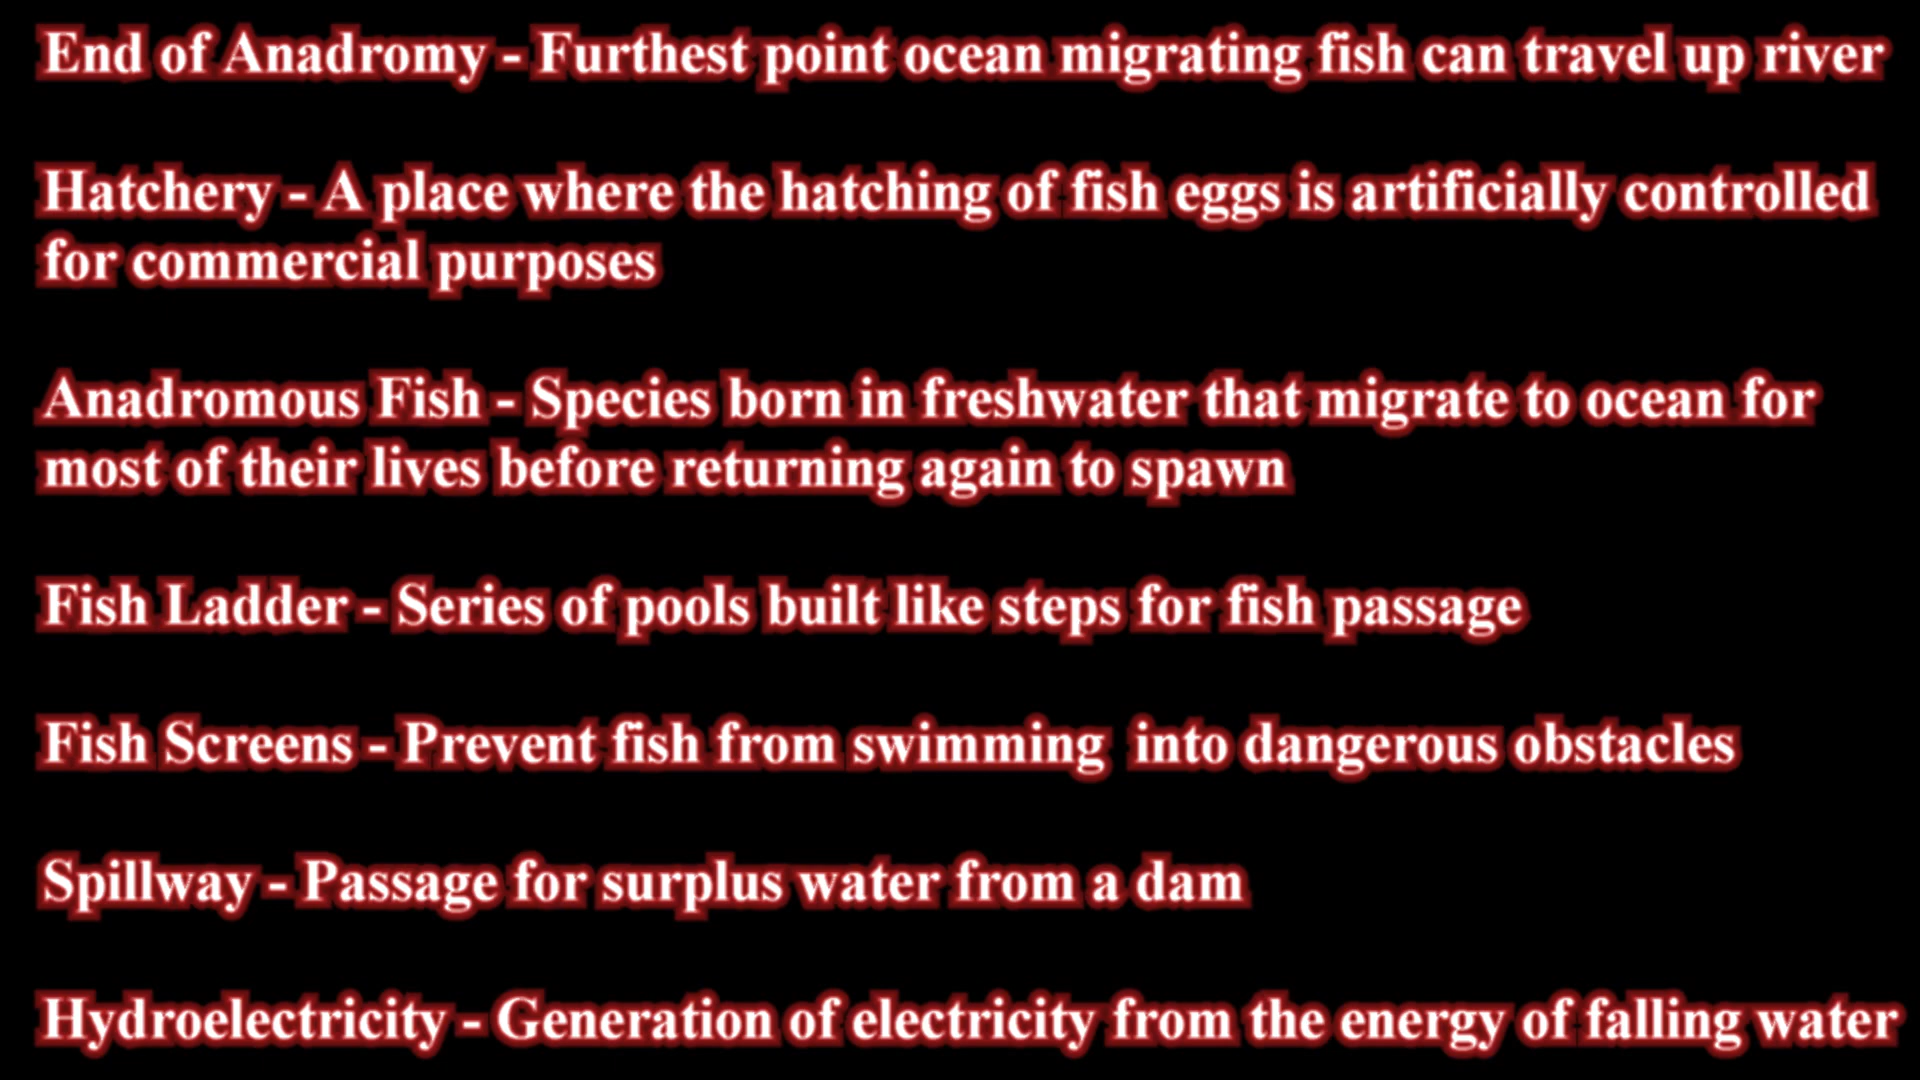 End of Anadromy - Furthest point ocean migrating fish can travel up river
Hatchery - A place where the hatching of fish eggs is artificially controlled
for commercial purposes
Anadromous Fish - Species born in freshwater that migrate to ocean for
most of their lives before returning again to spawn
Fish Ladder - Series of pools built like steps for fish passage
Fish Screens - Prevent fish from swimming  into dangerous obstacles
Spillway - Passage for surplus water from a dam
Hydroelectricity - Generation of electricity from the energy of falling water